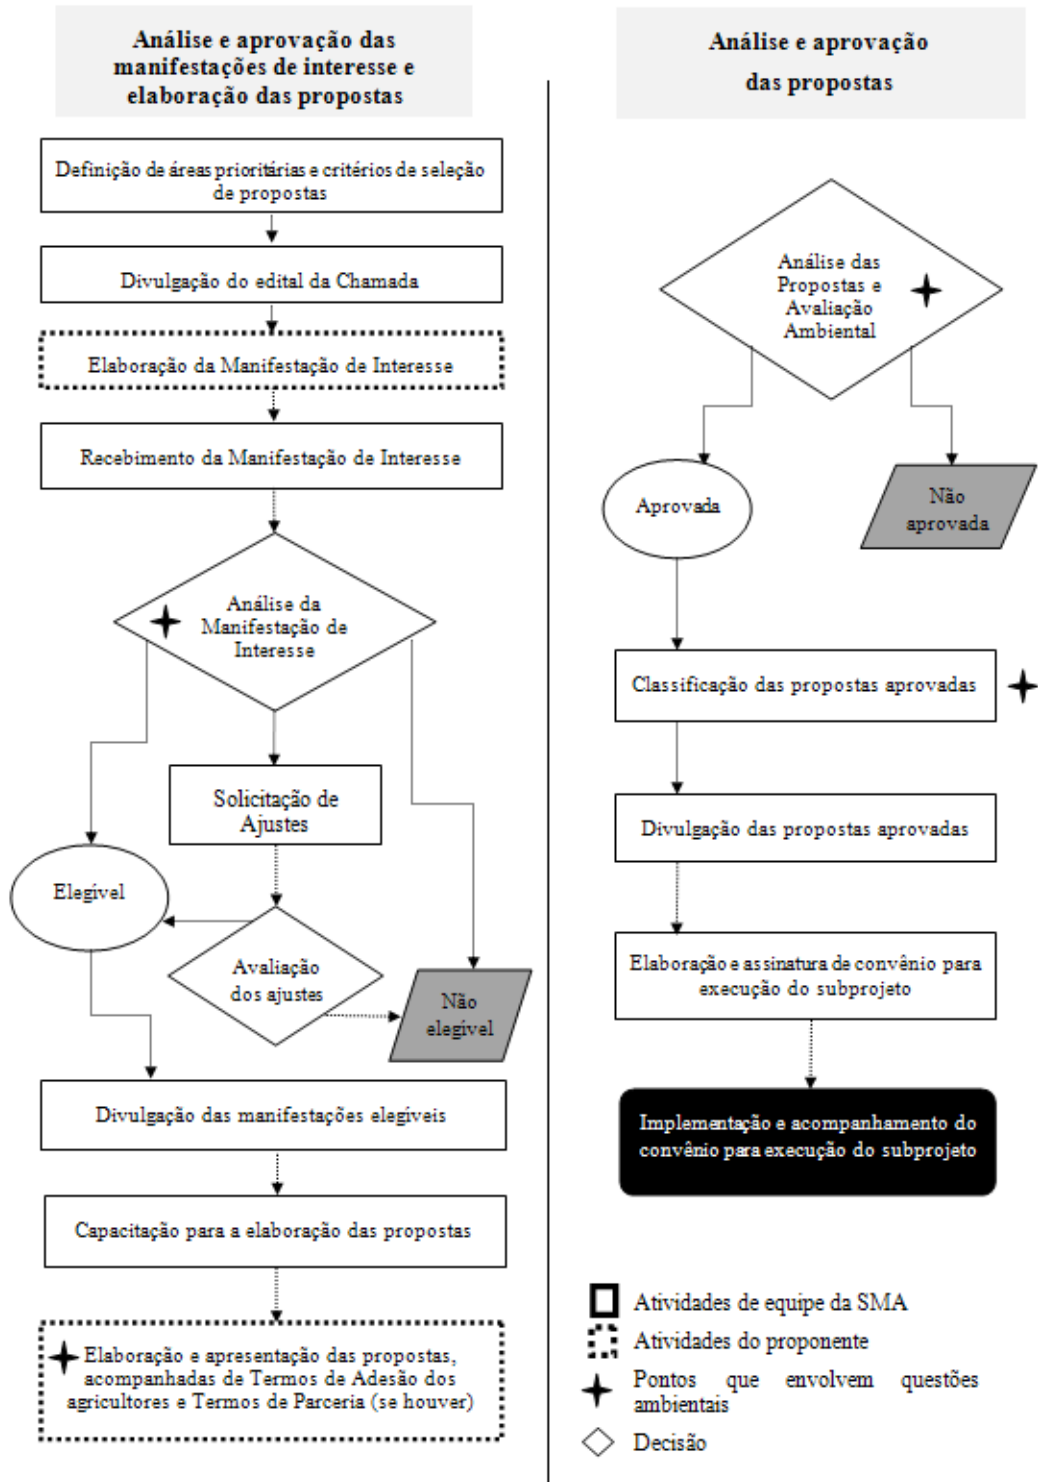 Análise e aprovação das
manifestações de interesse e
elaboração das propostas
Definição de áreas prioritárias e critérios de seleção
de propostas
Divulgação do edital da Chamada
Elaboração da Manifestação de Interesse
Recebimento da Manifestação de Interesse
Análise da
Manifestação de
Interesse
Solicitação de
Ajustes
Elegível
Avaliação
dos ajustes
Não
elegível
Divulgação das manifestações elegíveis
Capacitação para a elaboração das propostas
Elaboração e apresentação das propostas,
acompanhadas de Termos de Adesão dos
agricultores e Termos de Parceria (se houver)
Análise e aprovação
das propostas
Análise das
Propostas e
Avaliação
Ambiental
Aprovada
Não
aprovada
Classificação das propostas aprovadas
Divulgação das propostas aprovadas
Elaboração e assinatura de convênio para
execução do subprojeto
Implementação e acompanhamento do
convênio para execução do subprojeto
Atividades de equipe da SMA
Atividades do proponente
Pontos que envolvem questões
ambientais
Decisão